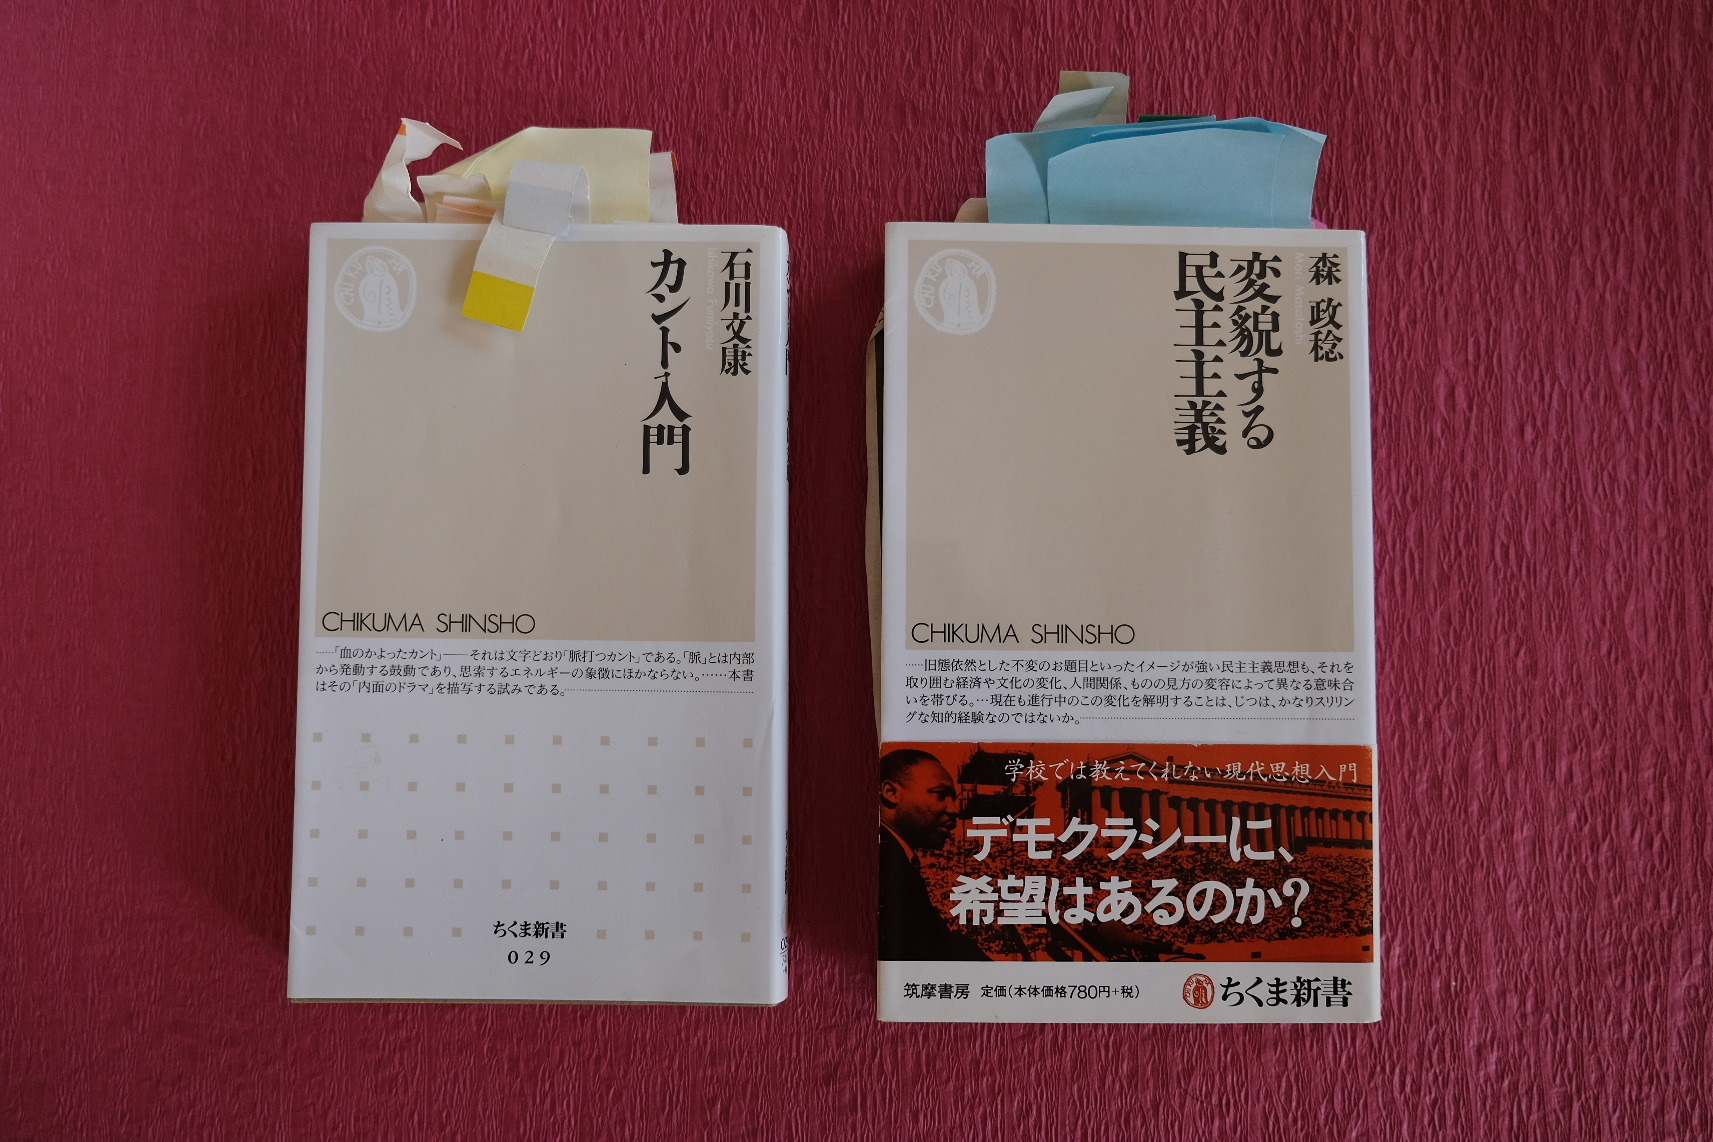 石川文康
Ishikawa Fumiyasu
カント入門
CHIKUMA SHINSHO
……「血のかよったカント」――それは文字どおり「脈打つカント」である。「脈」とは内部
から発動する鼓動であり、思索するエネルギーの象徴にほかならない。……本書
はその「内面のドラマ」を描写する試みである。
ちくま新書
029
森 政稔
Mori Masatoshi
変貌する
民主主義
CHIKUMA SHINSHO
……旧態依然とした不変のお題目といったイメージが強い民主主義思想も、それを
取り囲む経済や文化の変化、人間関係、ものの見方の変容によって異なる意味合
いを帯びる。…現在も進行中のこの変化を解明することは、じつは、かなりスリリン
グな知的経験なのではないか。
学校では教えてくれない現代思想入門
デモクラシーに、
希望はあるのか?
筑摩書房 定価(本体価格780円+税)
ちくま新書